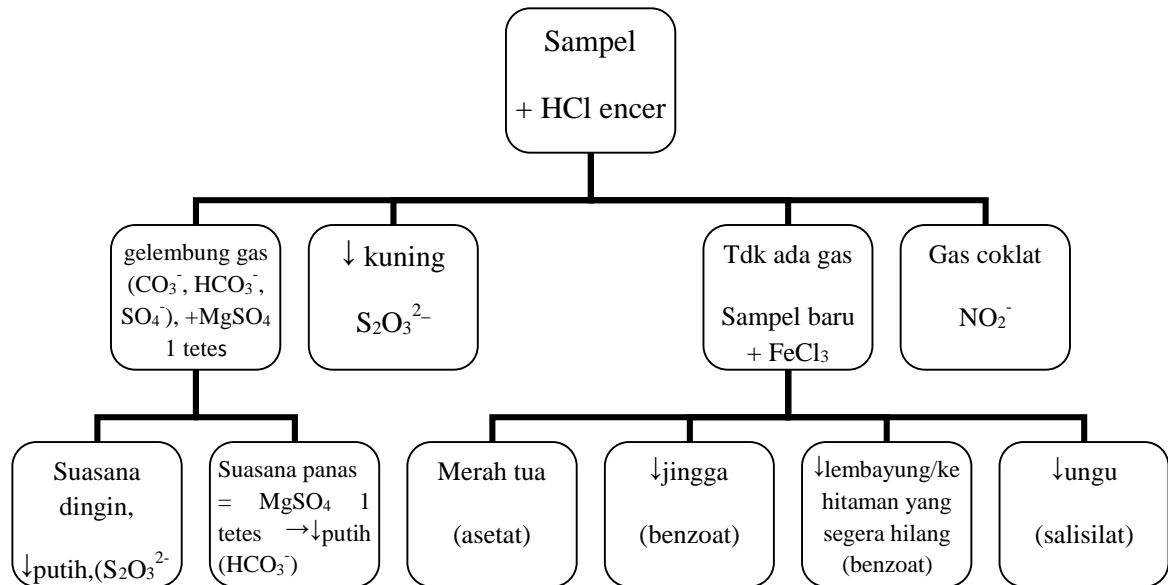 Sampel
+ HCl encer
gelembung gas
(CO₃⁻, HCO₃⁻,
SO₄⁻), +MgSO₄
1 tetes
↓ kuning
S₂O₃²⁻
Tdk ada gas
Sampel baru
+ FeCl₃
Gas coklat
NO₂⁻
Suasana
dingin,
↓putih,(S₂O₃²⁻
Suasana panas
= MgSO₄ 1
tetes →↓putih
(HCO₃⁻)
Merah tua
(asetat)
↓jingga
(benzoat)
↓lembayung/ke
hitaman yang
segera hilang
(benzoat)
↓ungu
(salisilat)